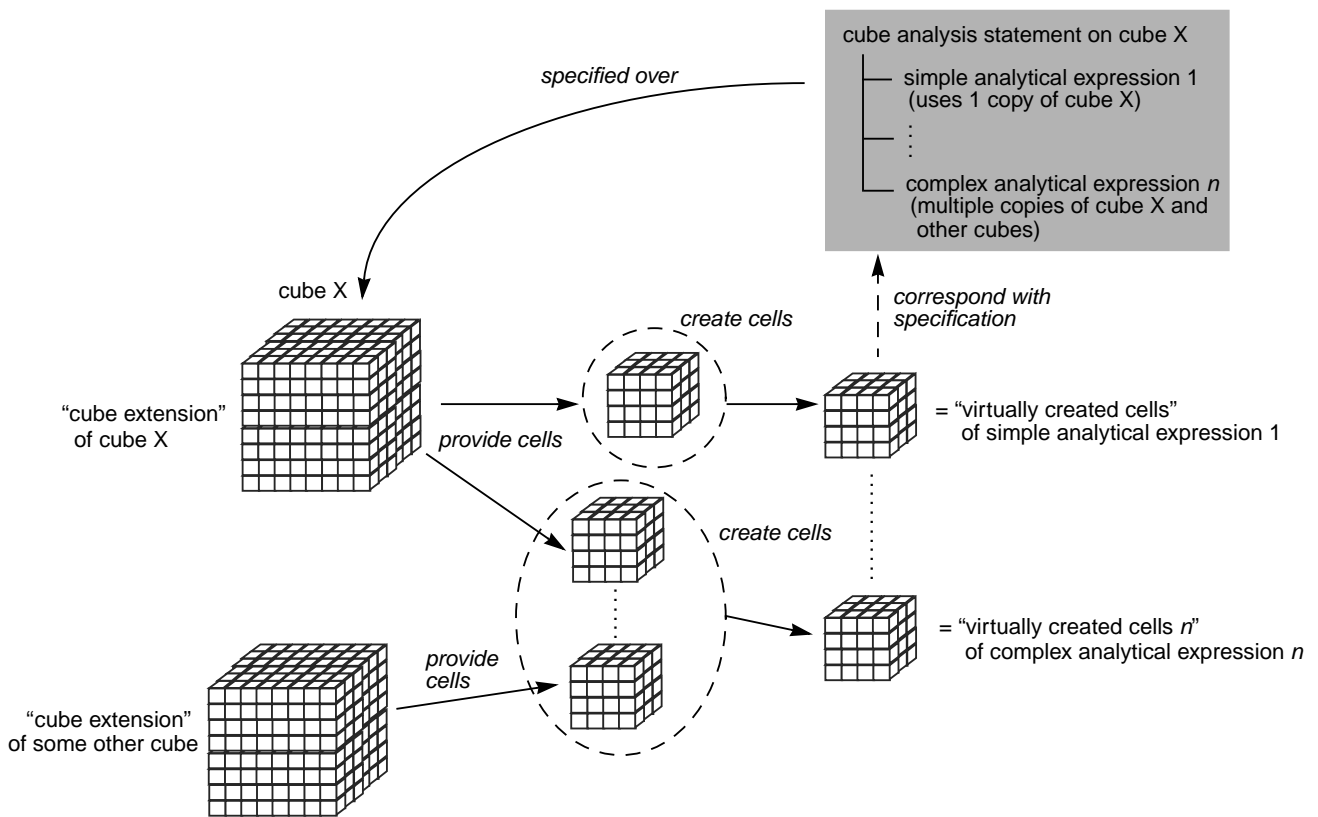 cube analysis statement on cube X
simple analytical expression 1
(uses 1 copy of cube X)
complex analytical expression n
(multiple copies of cube X and
other cubes)
specified over
cube X
correspond with
specification
create cells
“cube extension”
of cube X
provide cells
= “virtually created cells”
of simple analytical expression 1
create cells
= “virtually created cells n”
of complex analytical expression n
provide
cells
“cube extension”
of some other cube